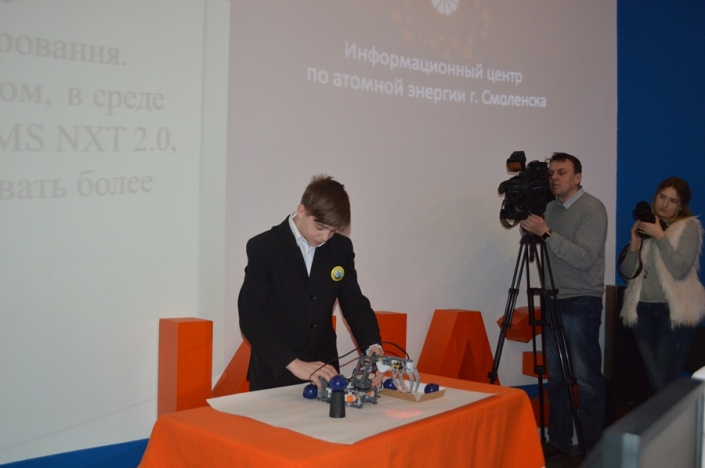 рования.
ом, в среде
MS NXT 2.0,
вать более
Информационный центр
по атомной энергии г. Смоленска